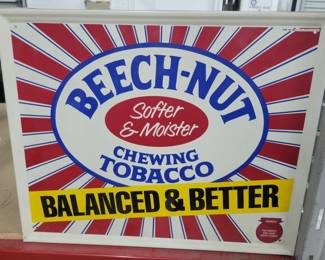 BEECH-NUT
Softer
& Moister
CHEWING
TOBACCO
BALANCED & BETTER